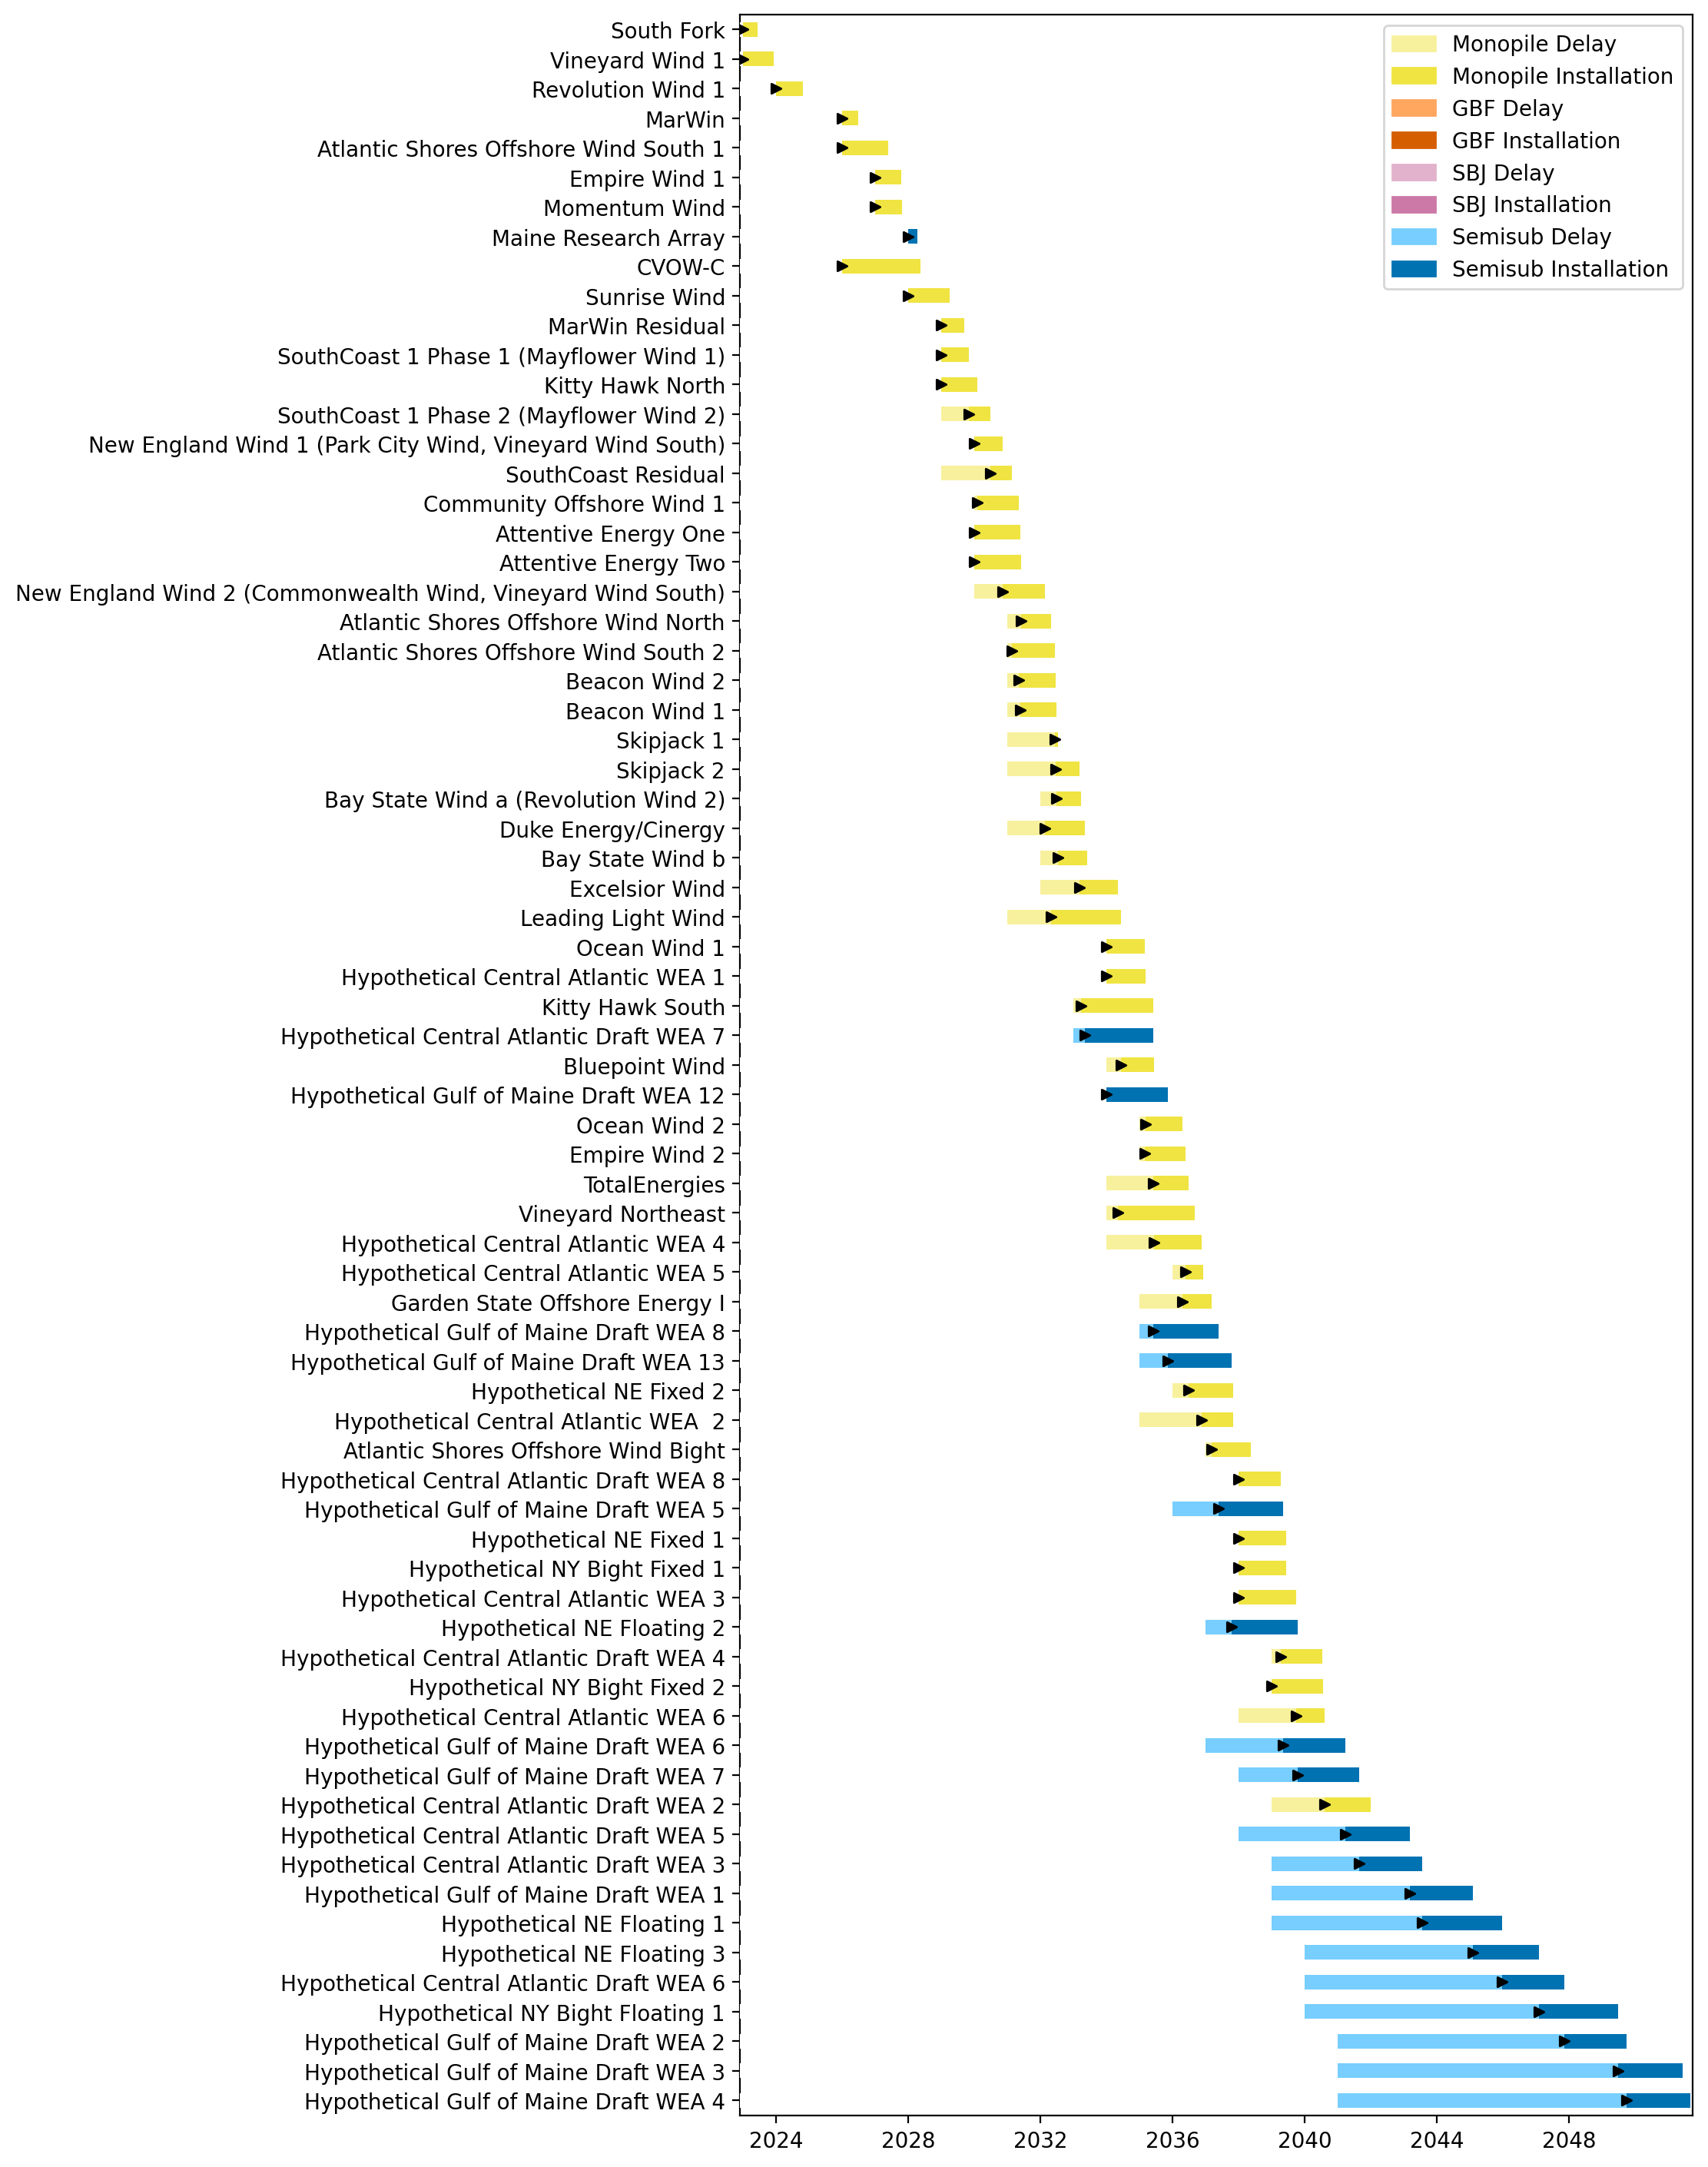 South Fork
Vineyard Wind 1
Revolution Wind 1
MarWin
Atlantic Shores Offshore Wind South 1
Empire Wind 1
Momentum Wind
Maine Research Array
CVOW-C
Sunrise Wind
MarWin Residual
SouthCoast 1 Phase 1 (Mayflower Wind 1)
Kitty Hawk North
SouthCoast 1 Phase 2 (Mayflower Wind 2)
New England Wind 1 (Park City Wind, Vineyard Wind South)
SouthCoast Residual
Community Offshore Wind 1
Attentive Energy One
Attentive Energy Two
New England Wind 2 (Commonwealth Wind, Vineyard Wind South)
Atlantic Shores Offshore Wind North
Atlantic Shores Offshore Wind South 2
Beacon Wind 2
Beacon Wind 1
Skipjack 1
Skipjack 2
Bay State Wind a (Revolution Wind 2)
Duke Energy/Cinergy
Bay State Wind b
Excelsior Wind
Leading Light Wind
Ocean Wind 1
Hypothetical Central Atlantic WEA 1
Kitty Hawk South
Hypothetical Central Atlantic Draft WEA 7
Bluepoint Wind
Hypothetical Gulf of Maine Draft WEA 12
Ocean Wind 2
Empire Wind 2
TotalEnergies
Vineyard Northeast
Hypothetical Central Atlantic WEA 4
Hypothetical Central Atlantic WEA 5
Garden State Offshore Energy I
Hypothetical Gulf of Maine Draft WEA 8
Hypothetical Gulf of Maine Draft WEA 13
Hypothetical NE Fixed 2
Hypothetical Central Atlantic WEA  2
Atlantic Shores Offshore Wind Bight
Hypothetical Central Atlantic Draft WEA 8
Hypothetical Gulf of Maine Draft WEA 5
Hypothetical NE Fixed 1
Hypothetical NY Bight Fixed 1
Hypothetical Central Atlantic WEA 3
Hypothetical NE Floating 2
Hypothetical Central Atlantic Draft WEA 4
Hypothetical NY Bight Fixed 2
Hypothetical Central Atlantic WEA 6
Hypothetical Gulf of Maine Draft WEA 6
Hypothetical Gulf of Maine Draft WEA 7
Hypothetical Central Atlantic Draft WEA 2
Hypothetical Central Atlantic Draft WEA 5
Hypothetical Central Atlantic Draft WEA 3
Hypothetical Gulf of Maine Draft WEA 1
Hypothetical NE Floating 1
Hypothetical NE Floating 3
Hypothetical Central Atlantic Draft WEA 6
Hypothetical NY Bight Floating 1
Hypothetical Gulf of Maine Draft WEA 2
Hypothetical Gulf of Maine Draft WEA 3
Hypothetical Gulf of Maine Draft WEA 4
Monopile Delay
Monopile Installation
GBF Delay
GBF Installation
SBJ Delay
SBJ Installation
Semisub Delay
Semisub Installation
2024 2028 2032 2036 2040 2044 2048